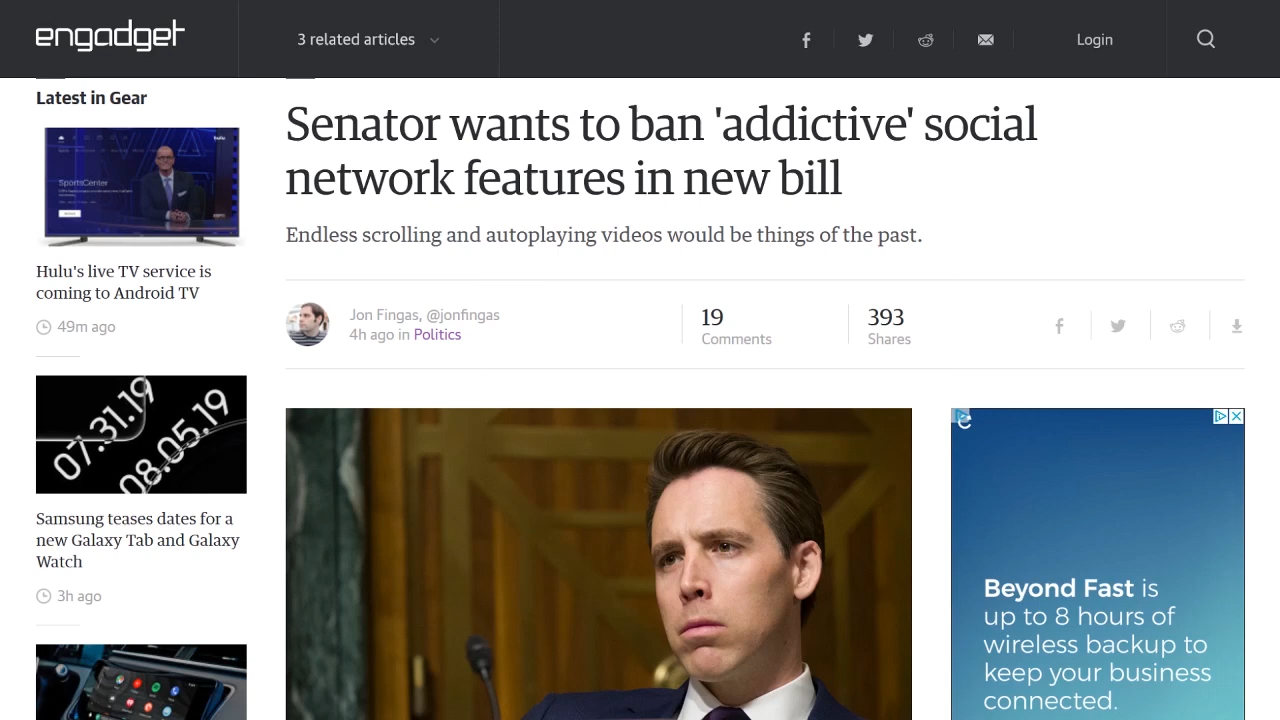 engadget
3 related articles
Login
Latest in Gear
SportsCenter
Hulu's live TV service is
coming to Android TV
49m ago
07.31.19
08.05.19
Samsung teases dates for a
new Galaxy Tab and Galaxy
Watch
3h ago
Senator wants to ban 'addictive' social
network features in new bill
Endless scrolling and autoplaying videos would be things of the past.
Jon Fingas, @jonfingas
4h ago in Politics
19
Comments
393
Shares
Beyond Fast is
up to 8 hours of
wireless backup to
keep your business
connected.